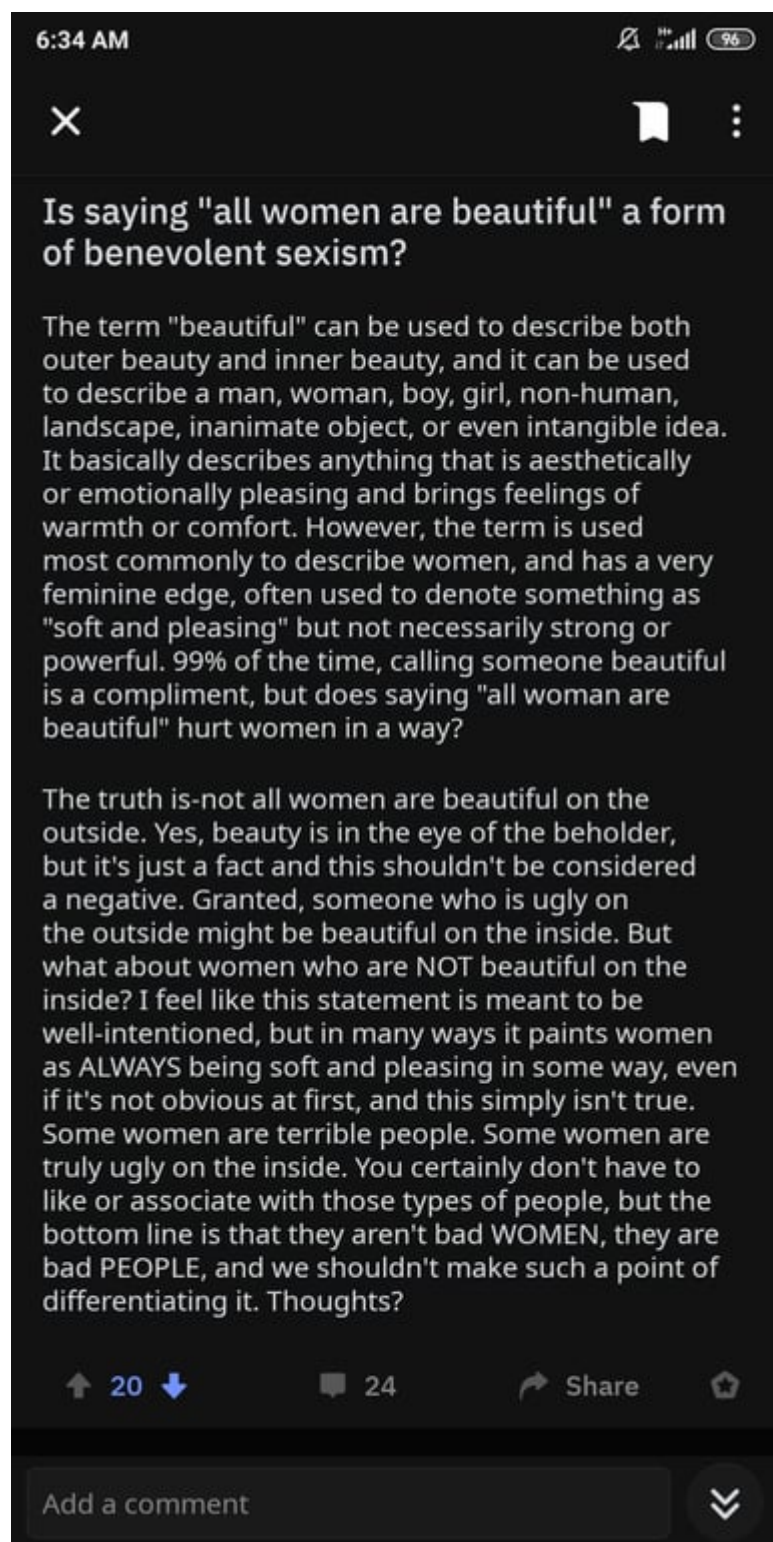 6:34 AM
96
Is saying "all women are beautiful" a form
of benevolent sexism?
The term "beautiful" can be used to describe both
outer beauty and inner beauty, and it can be used
to describe a man, woman, boy, girl, non-human,
landscape, inanimate object, or even intangible idea.
It basically describes anything that is aesthetically
or emotionally pleasing and brings feelings of
warmth or comfort. However, the term is used
most commonly to describe women, and has a very
feminine edge, often used to denote something as
"soft and pleasing" but not necessarily strong or
powerful. 99% of the time, calling someone beautiful
is a compliment, but does saying "all woman are
beautiful" hurt women in a way?
The truth is-not all women are beautiful on the
outside. Yes, beauty is in the eye of the beholder,
but it's just a fact and this shouldn't be considered
a negative. Granted, someone who is ugly on
the outside might be beautiful on the inside. But
what about women who are NOT beautiful on the
inside? I feel like this statement is meant to be
well-intentioned, but in many ways it paints women
as ALWAYS being soft and pleasing in some way, even
if it's not obvious at first, and this simply isn't true.
Some women are terrible people. Some women are
truly ugly on the inside. You certainly don't have to
like or associate with those types of people, but the
bottom line is that they aren't bad WOMEN, they are
bad PEOPLE, and we shouldn't make such a point of
differentiating it. Thoughts?
20
24
Share
Add a comment